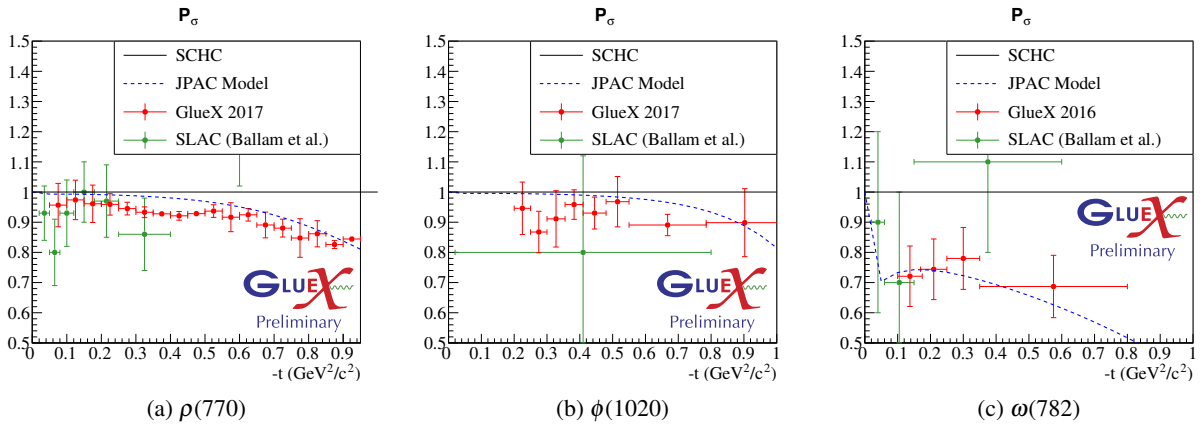 Pσ
1.5
1.4
1.3
1.2
1.1
1
0.9
0.8
0.7
0.6
0.5
SCHC
JPAC Model
GlueX 2017
SLAC (Ballam et al.)
GLUEX
Preliminary
0 0.1 0.2 0.3 0.4 0.5 0.6 0.7 0.8 0.9
-t (GeV²/c²)
(a) ρ(770)
Pσ
1.5
1.4
1.3
1.2
1.1
1
0.9
0.8
0.7
0.6
0.5
SCHC
JPAC Model
GlueX 2017
SLAC (Ballam et al.)
GLUEX
Preliminary
0 0.1 0.2 0.3 0.4 0.5 0.6 0.7 0.8 0.9 1
-t (GeV²/c²)
(b) ϕ(1020)
Pσ
1.5
1.4
1.3
1.2
1.1
1
0.9
0.8
0.7
0.6
0.5
SCHC
JPAC Model
GlueX 2016
SLAC (Ballam et al.)
GLUEX
Preliminary
0 0.1 0.2 0.3 0.4 0.5 0.6 0.7 0.8 0.9 1
-t (GeV²/c²)
(c) ω(782)